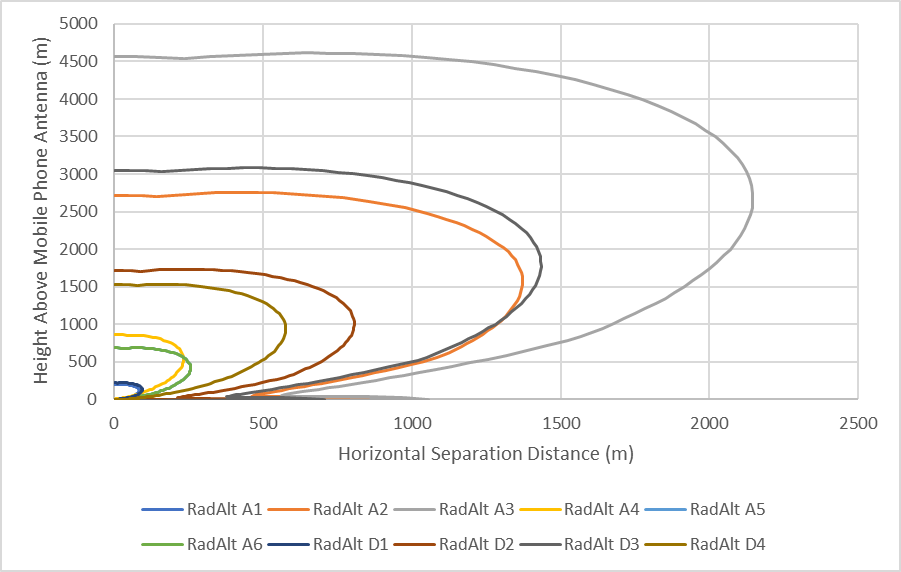 5000
4500
4000
3500
3000
2500
2000
1500
1000
500
0
Height Above Mobile Phone Antenna (m)
0 500 1000 1500 2000 2500
Horizontal Separation Distance (m)
RadAlt A1 RadAlt A2 RadAlt A3 RadAlt A4 RadAlt A5
RadAlt A6 RadAlt D1 RadAlt D2 RadAlt D3 RadAlt D4